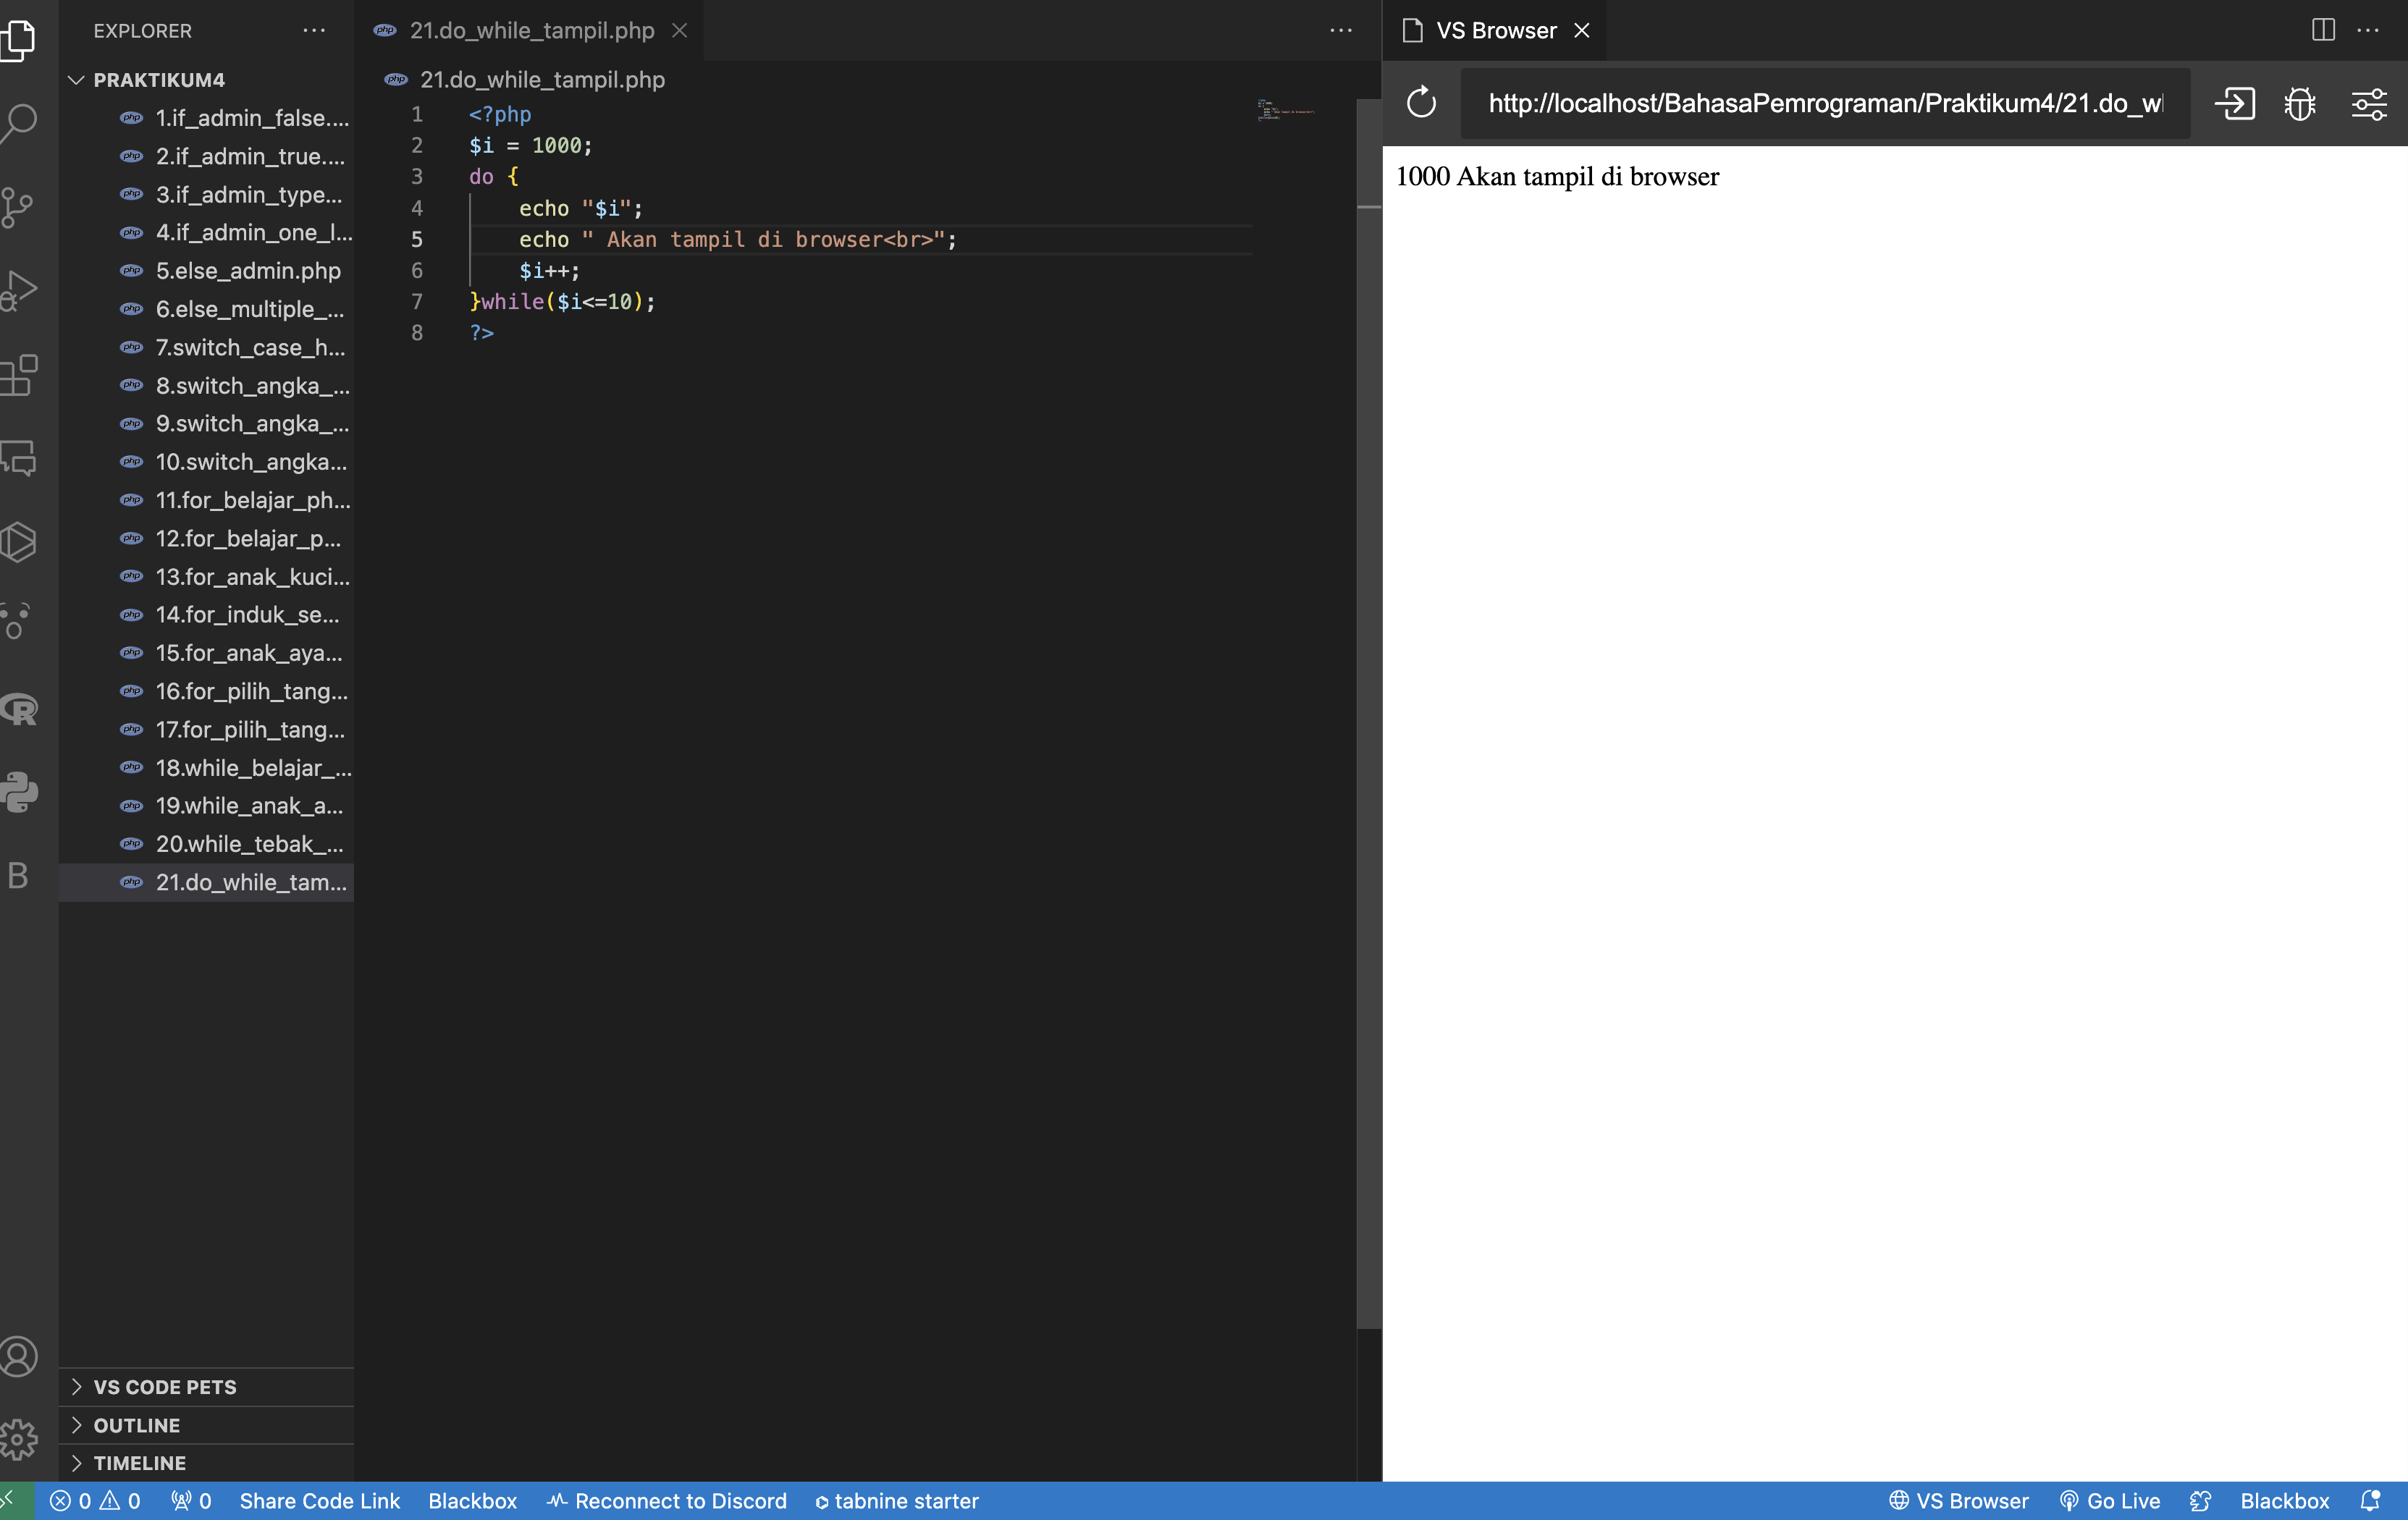 EXPLORER
PRAKTIKUM4
1.if_admin_false....
2.if_admin_true....
3.if_admin_type...
4.if_admin_one_l...
5.else_admin.php
6.else_multiple_...
7.switch_case_h...
8.switch_angka_...
9.switch_angka_...
10.switch_angka...
11.for_belajar_ph...
12.for_belajar_p...
13.for_anak_kuci...
14.for_induk_se...
15.for_anak_aya...
16.for_pilih_tang...
17.for_pilih_tang...
18.while_belajar_...
19.while_anak_a...
20.while_tebak_...
21.do_while_tam...
VS CODE PETS
OUTLINE
TIMELINE
php 21.do_while_tampil.php
php 21.do_while_tampil.php
1 <?php
2 $i = 1000;
3 do {
4 echo "$i";
5 echo " Akan tampil di browser<br>";
6 $i++;
7 }while($i<=10);
8 ?>
VS Browser
http://localhost/BahasaPemrograman/Praktikum4/21.do_w
1000 Akan tampil di browser
0 0 0 Share Code Link Blackbox Reconnect to Discord tabnine starter VS Browser Go Live Blackbox